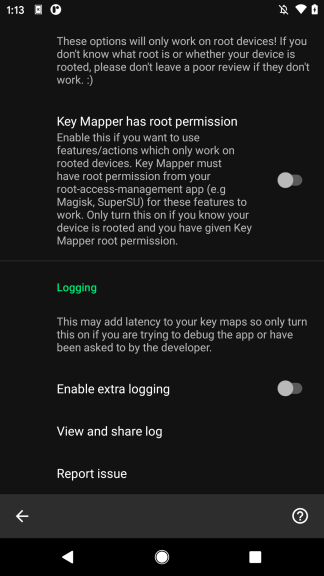 1:13
These options will only work on root devices! If you
don't know what root is or whether your device is
rooted, please don't leave a poor review if they don't
work. :)
Key Mapper has root permission
Enable this if you want to use
features/actions which only work on
rooted devices. Key Mapper must
have root permission from your
root-access-management app (e.g
Magisk, SuperSU) for these features to
work. Only turn this on if you know your
device is rooted and you have given Key
Mapper root permission.
Logging
This may add latency to your key maps so only turn
this on if you are trying to debug the app or have
been asked to by the developer.
Enable extra logging
View and share log
Report issue